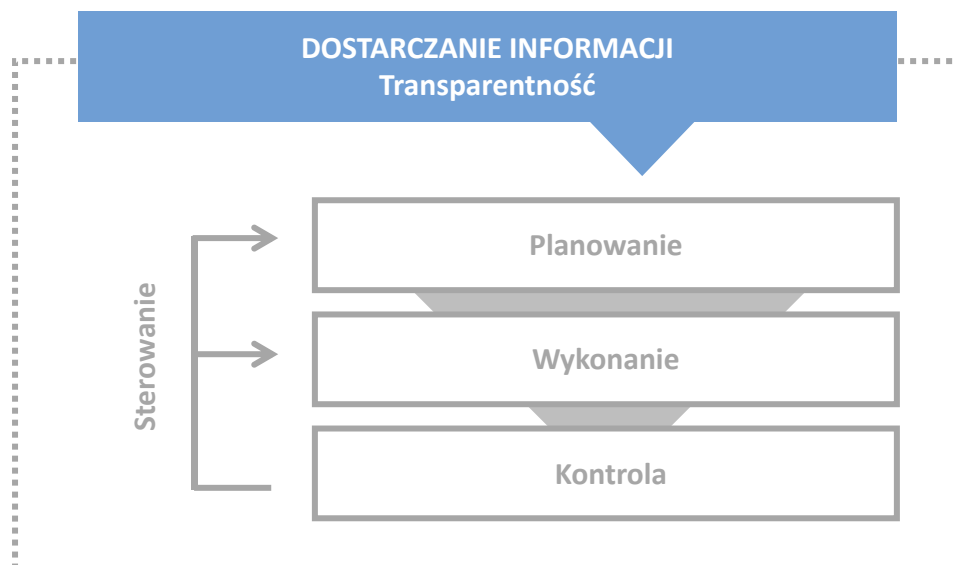 DOSTARCZANIE INFORMACJI
Transparentność
Planowanie
Sterowanie
Wykonanie
Kontrola